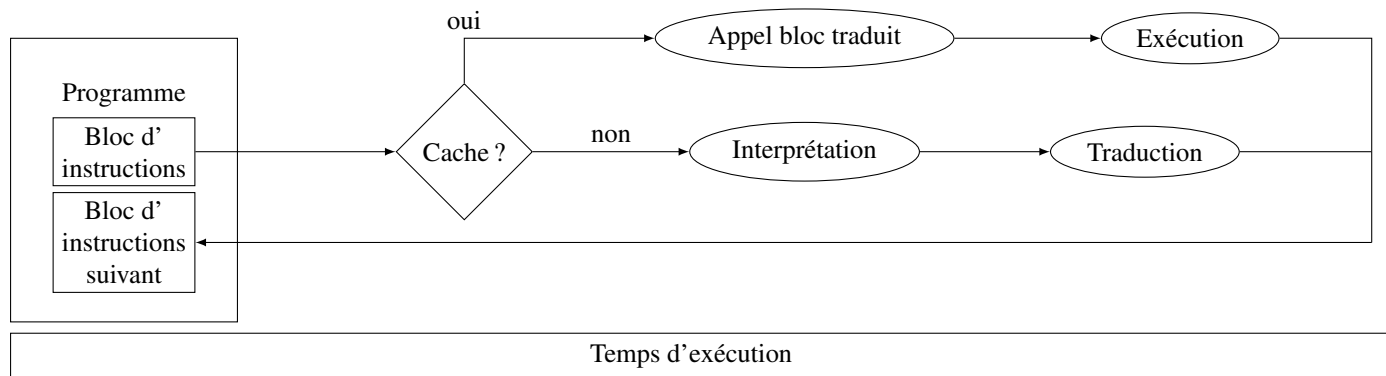 oui
Appel bloc traduit
Exécution
Programme
Bloc d’
instructions
Cache ?
non
Interprétation
Traduction
Bloc d’
instructions
suivant
Temps d’exécution